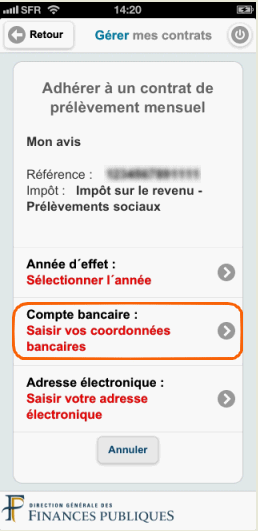 SFR 14:20
Retour Gérer mes contrats
Adhérer à un contrat de
prélèvement mensuel
Mon avis
Référence :
Impôt : Impôt sur le revenu -
Prélèvements sociaux
Année d´effet :
Sélectionner l´année
Compte bancaire :
Saisir vos coordonnées
bancaires
Adresse électronique :
Saisir votre adresse
électronique
Annuler
DIRECTION GÉNÉRALE DES
FINANCES PUBLIQUES